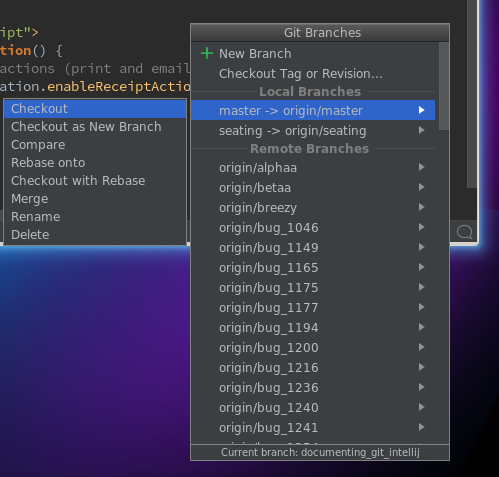 ipt">
tion() {
actions (print and email
ation.enableReceiptActio
Checkout
Checkout as New Branch
Compare
Rebase onto
Checkout with Rebase
Merge
Rename
Delete
Git Branches
New Branch
Checkout Tag or Revision...
Local Branches
master -> origin/master
seating -> origin/seating
Remote Branches
origin/alphaa
origin/betaa
origin/breezy
origin/bug_1046
origin/bug_1149
origin/bug_1165
origin/bug_1175
origin/bug_1177
origin/bug_1194
origin/bug_1200
origin/bug_1216
origin/bug_1236
origin/bug_1240
origin/bug_1241
Current branch: documenting_git_intellij